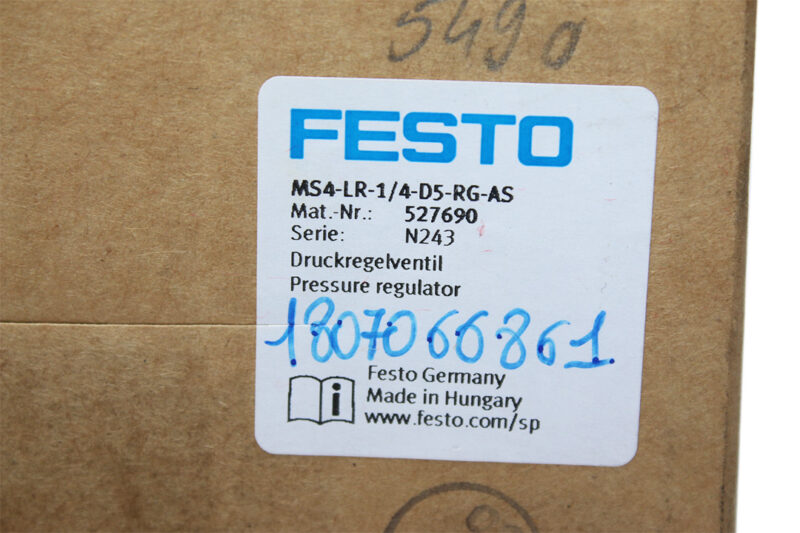 5490
FESTO
MS4-LR-1/4-D5-RG-AS
Mat.-Nr.: 527690
Serie: N243
Druckregelventil
Pressure regulator
1807066861
Festo Germany
Made in Hungary
www.festo.com/sp